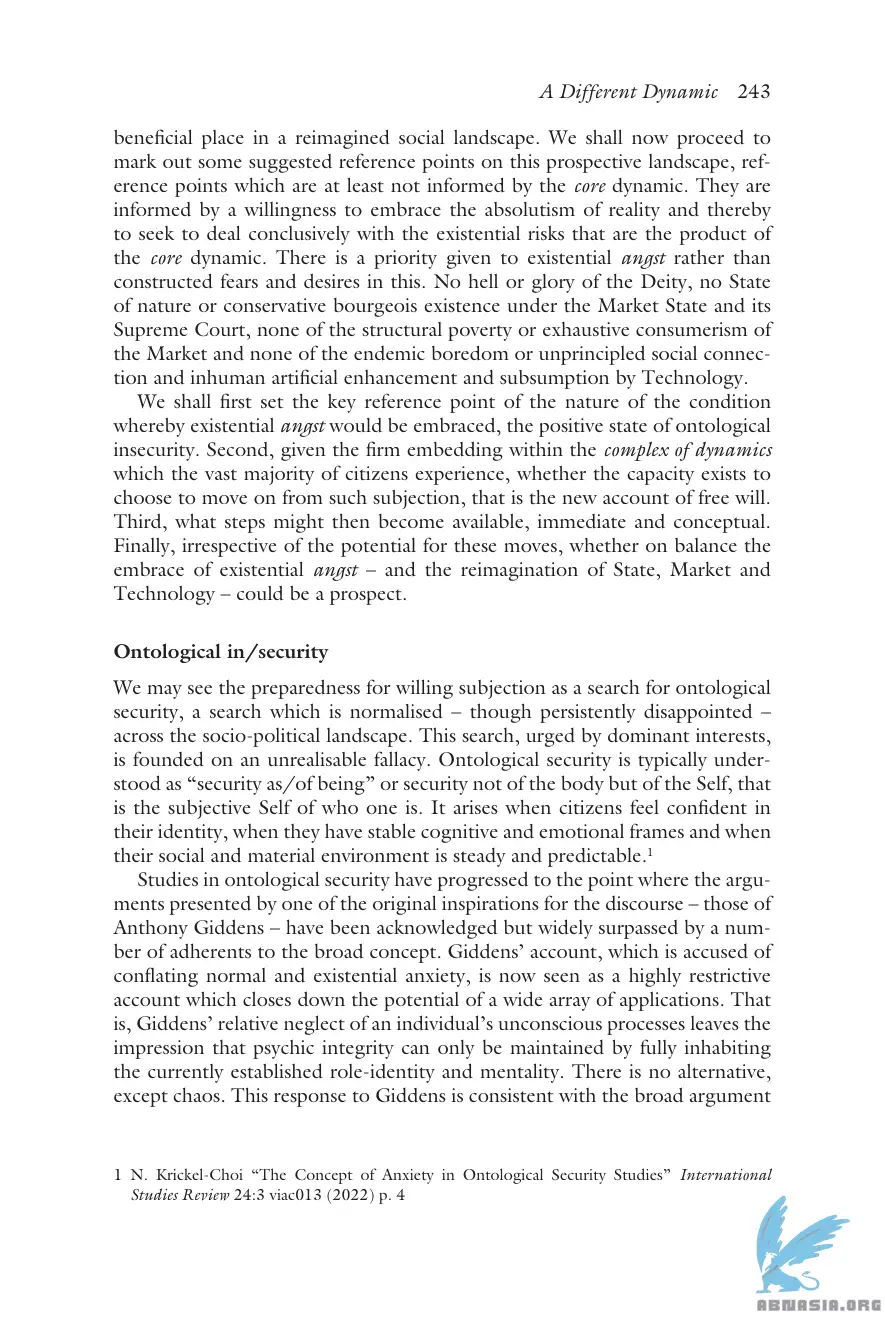 A Different Dynamic 243
beneficial place in a reimagined social landscape. We shall now proceed to
mark out some suggested reference points on this prospective landscape, ref-
erence points which are at least not informed by the core dynamic. They are
informed by a willingness to embrace the absolutism of reality and thereby
to seek to deal conclusively with the existential risks that are the product of
the core dynamic. There is a priority given to existential angst rather than
constructed fears and desires in this. No hell or glory of the Deity, no State
of nature or conservative bourgeois existence under the Market State and its
Supreme Court, none of the structural poverty or exhaustive consumerism of
the Market and none of the endemic boredom or unprincipled social connec-
tion and inhuman artificial enhancement and subsumption by Technology.
We shall first set the key reference point of the nature of the condition
whereby existential angst would be embraced, the positive state of ontological
insecurity. Second, given the firm embedding within the complex of dynamics
which the vast majority of citizens experience, whether the capacity exists to
choose to move on from such subjection, that is the new account of free will.
Third, what steps might then become available, immediate and conceptual.
Finally, irrespective of the potential for these moves, whether on balance the
embrace of existential angst – and the reimagination of State, Market and
Technology – could be a prospect.
Ontological in/security
We may see the preparedness for willing subjection as a search for ontological
security, a search which is normalised – though persistently disappointed –
across the socio-political landscape. This search, urged by dominant interests,
is founded on an unrealisable fallacy. Ontological security is typically under-
stood as “security as/of being” or security not of the body but of the Self, that
is the subjective Self of who one is. It arises when citizens feel confident in
their identity, when they have stable cognitive and emotional frames and when
their social and material environment is steady and predictable.1
Studies in ontological security have progressed to the point where the argu-
ments presented by one of the original inspirations for the discourse – those of
Anthony Giddens – have been acknowledged but widely surpassed by a num-
ber of adherents to the broad concept. Giddens’ account, which is accused of
conflating normal and existential anxiety, is now seen as a highly restrictive
account which closes down the potential of a wide array of applications. That
is, Giddens’ relative neglect of an individual’s unconscious processes leaves the
impression that psychic integrity can only be maintained by fully inhabiting
the currently established role-identity and mentality. There is no alternative,
except chaos. This response to Giddens is consistent with the broad argument
1 N. Krickel-Choi “The Concept of Anxiety in Ontological Security Studies” International
Studies Review 24:3 viac013 (2022) p. 4
ABNASIA.ORG